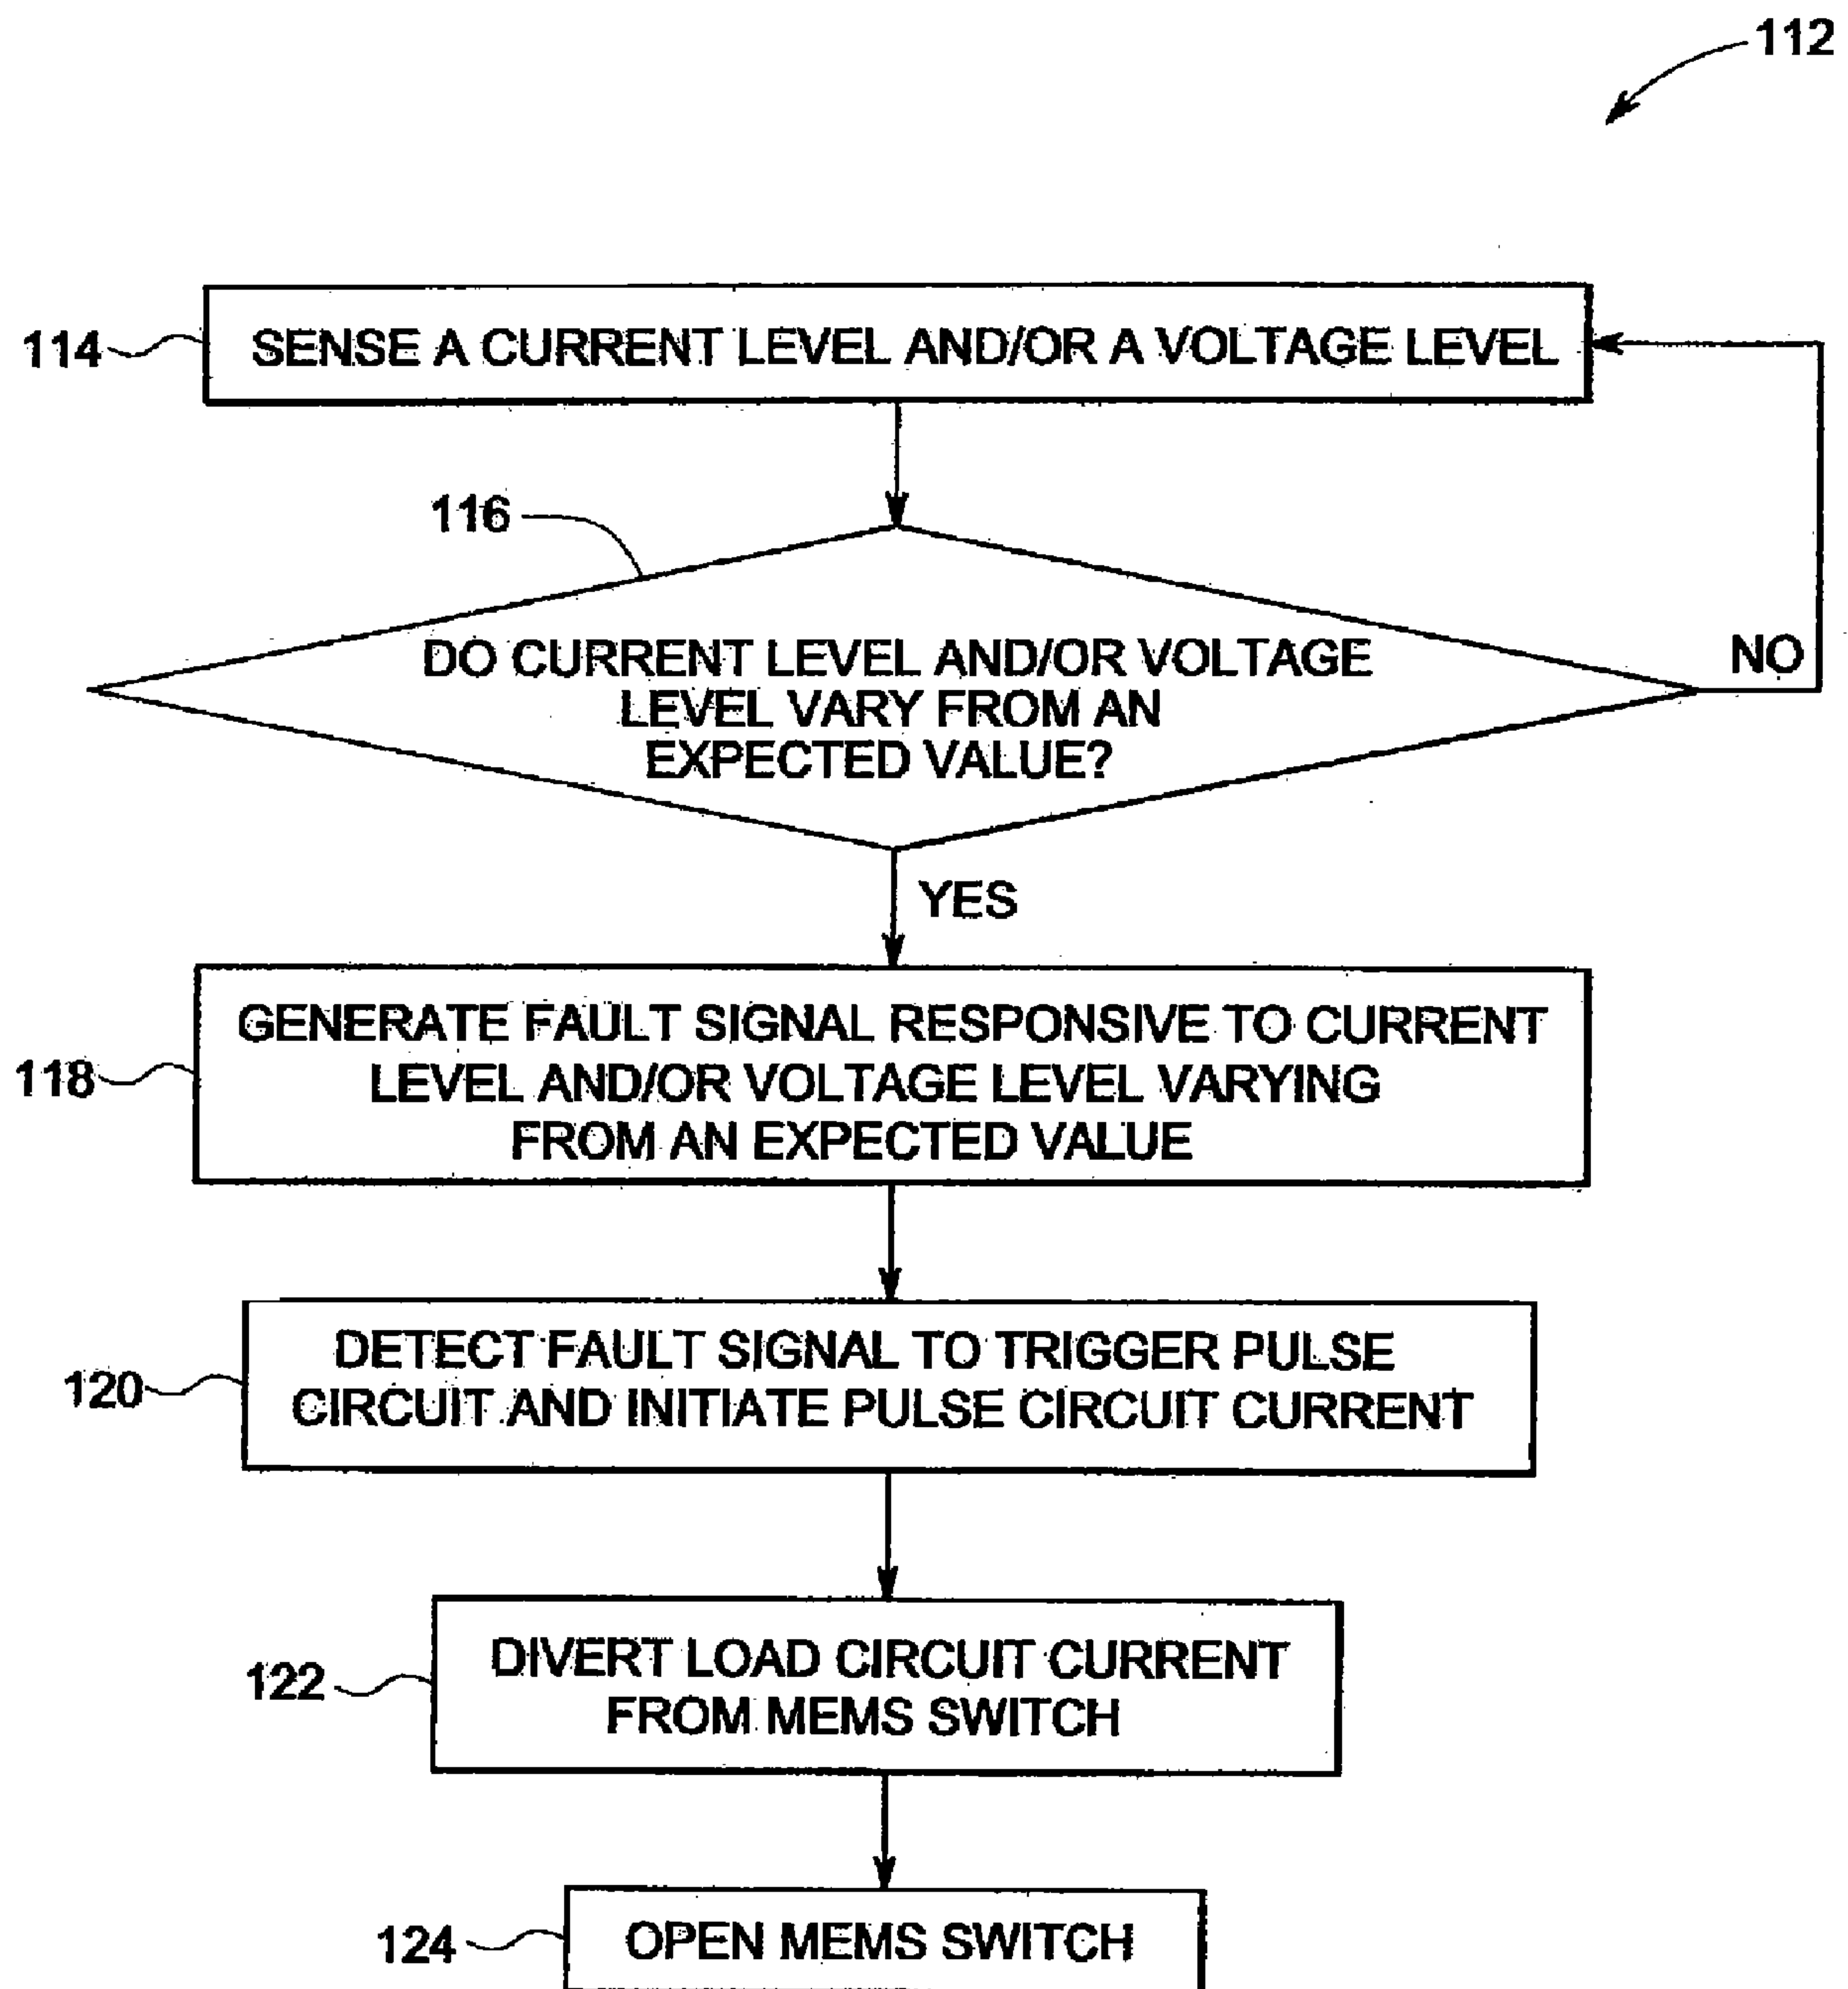 112
114
SENSE A CURRENT LEVEL AND/OR A VOLTAGE LEVEL
116
DO CURRENT LEVEL AND/OR VOLTAGE
LEVEL VARY FROM AN
EXPECTED VALUE?
NO
YES
118
GENERATE FAULT SIGNAL RESPONSIVE TO CURRENT
LEVEL AND/OR VOLTAGE LEVEL VARYING
FROM AN EXPECTED VALUE
120
DETECT FAULT SIGNAL TO TRIGGER PULSE
CIRCUIT AND INITIATE PULSE CIRCUIT CURRENT
122
DIVERT LOAD CIRCUIT CURRENT
FROM MEMS SWITCH
124
OPEN MEMS SWITCH